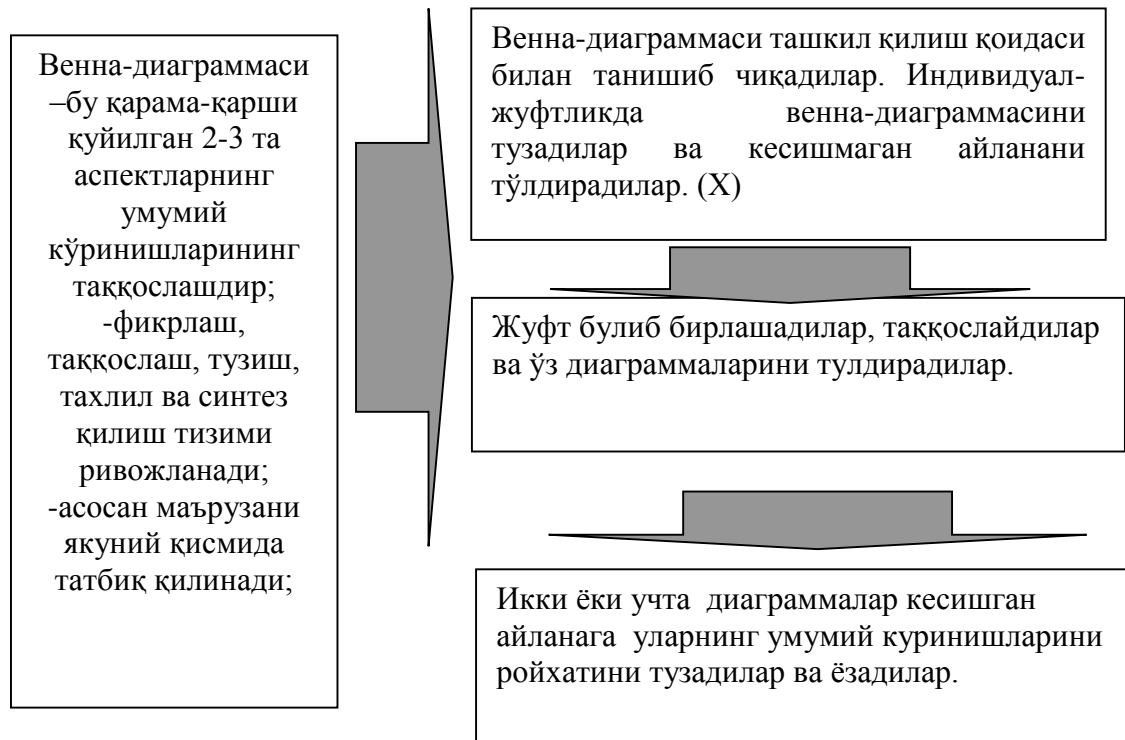 Венна-диаграммаси
–бу қарама-қарши
қуйилган 2-3 та
аспектларнинг
умумий
кўринишларининг
таққослашдир;
-фикрлаш,
таққослаш, тузиш,
тахлил ва синтез
қилиш тизими
ривожланади;
-асосан маърузани
якуний қисмида
татбиқ қилинади;
Венна-диаграммаси ташкил қилиш қоидаси
билан танишиб чиқадилар. Индивидуал-
жуфтликда венна-диаграммасини
тузадилар ва кесишмаган айланани
тўлдирадилар. (Х)
Жуфт булиб бирлашадилар, таққослайдилар
ва ўз диаграммаларини тулдирадилар.
Икки ёки учта диаграммалар кесишган
айланага уларнинг умумий куринишларини
ройхатини тузадилар ва ёзадилар.